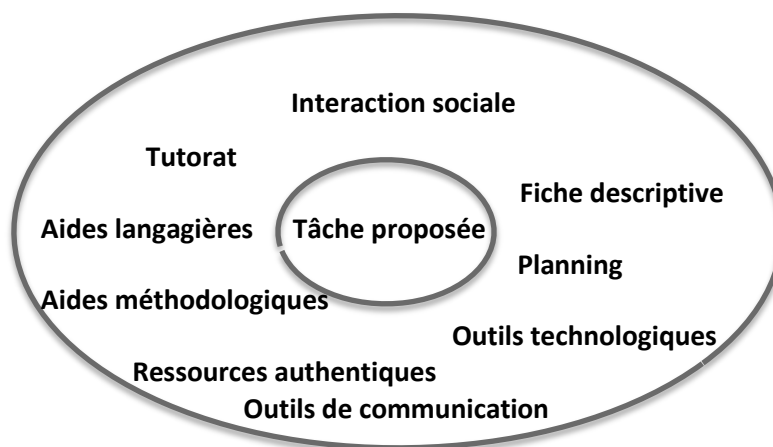 Interaction sociale
Tutorat
Fiche descriptive
Aides langagières
Tâche proposée
Planning
Aides méthodologiques
Outils technologiques
Ressources authentiques
Outils de communication